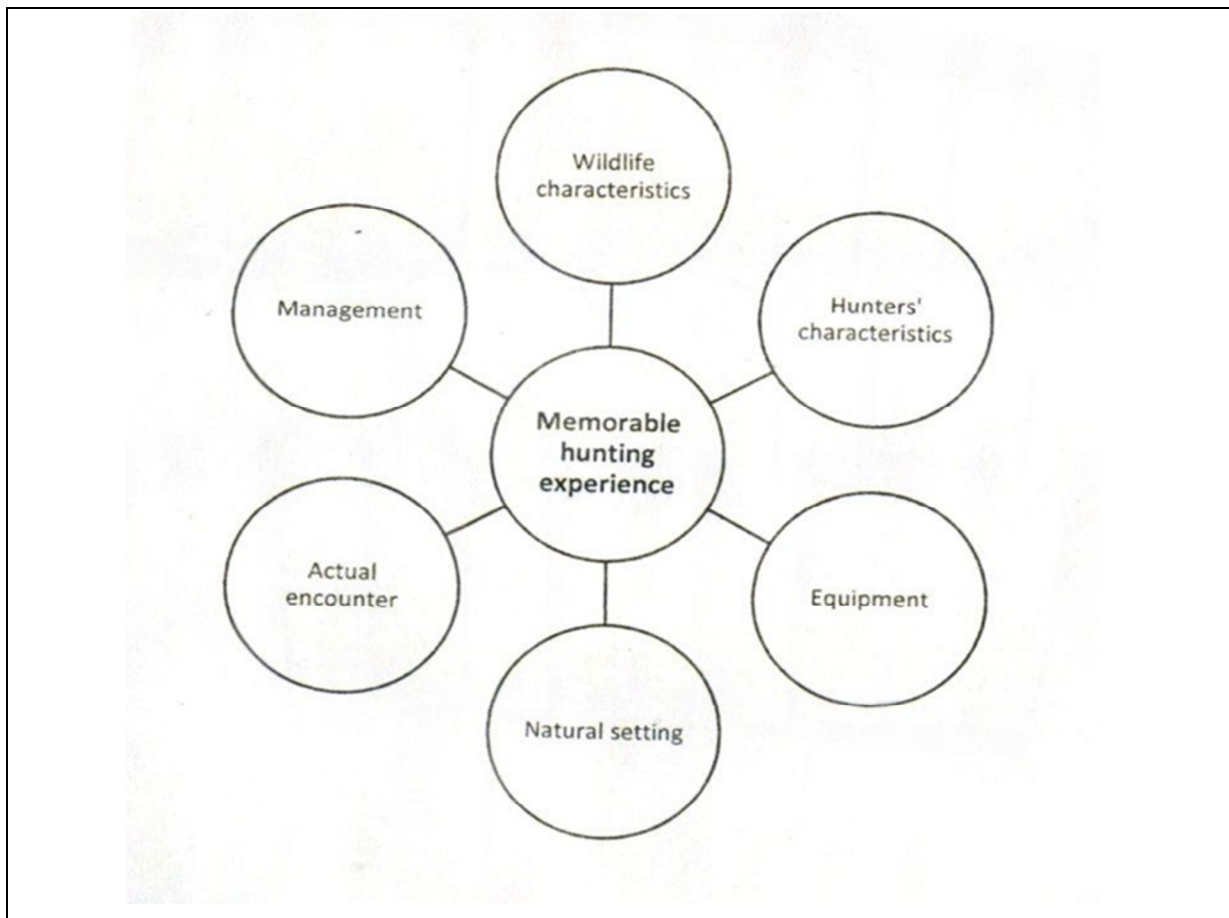 Wildlife
characteristics
Hunters'
characteristics
Management
Memorable
hunting
experience
Actual
encounter
Equipment
Natural setting